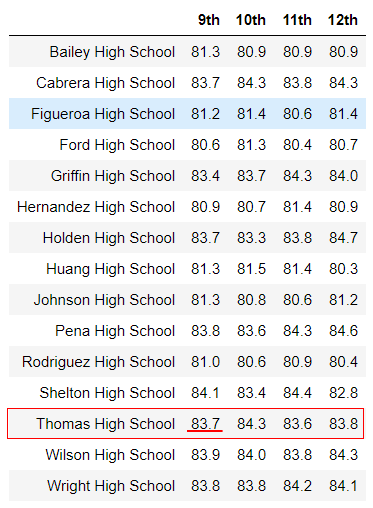 9th 10th 11th 12th
Bailey High School 81.3 80.9 80.9 80.9
Cabrera High School 83.7 84.3 83.8 84.3
Figueroa High School 81.2 81.4 80.6 81.4
Ford High School 80.6 81.3 80.4 80.7
Griffin High School 83.4 83.7 84.3 84.0
Hernandez High School 80.9 80.7 81.4 80.9
Holden High School 83.7 83.3 83.8 84.7
Huang High School 81.3 81.5 81.4 80.3
Johnson High School 81.3 80.8 80.6 81.2
Pena High School 83.8 83.6 84.3 84.6
Rodriguez High School 81.0 80.6 80.9 80.4
Shelton High School 84.1 83.4 84.4 82.8
Thomas High School 83.7 84.3 83.6 83.8
Wilson High School 83.9 84.0 83.8 84.3
Wright High School 83.8 83.8 84.2 84.1